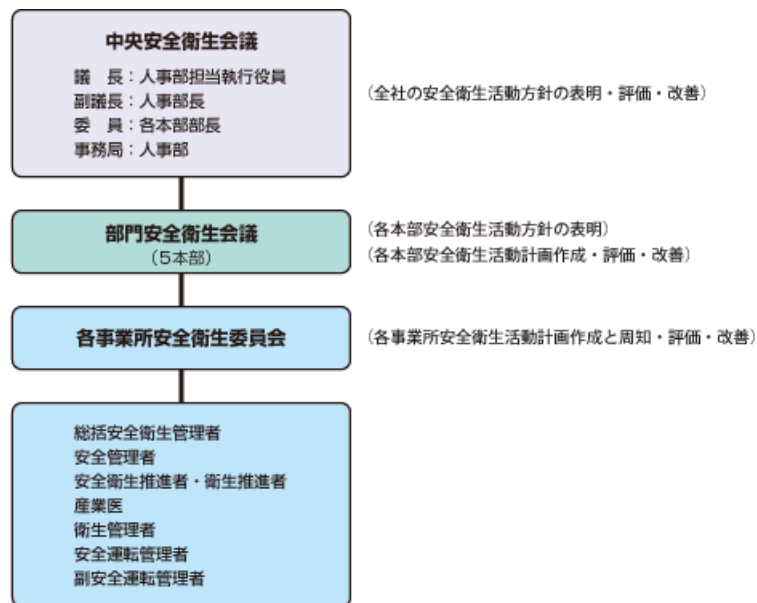 中央安全衛生会議
議　長：人事部担当執行役員
副議長：人事部長
委　員：各本部部長
事務局：人事部
（全社の安全衛生活動方針の表明・評価・改善）
部門安全衛生会議
（5本部）
（各本部安全衛生活動方針の表明）
（各本部安全衛生活動計画作成・評価・改善）
各事業所安全衛生委員会
（各事業所安全衛生活動計画作成と周知・評価・改善）
総括安全衛生管理者
安全管理者
安全衛生推進者・衛生推進者
産業医
衛生管理者
安全運転管理者
副安全運転管理者